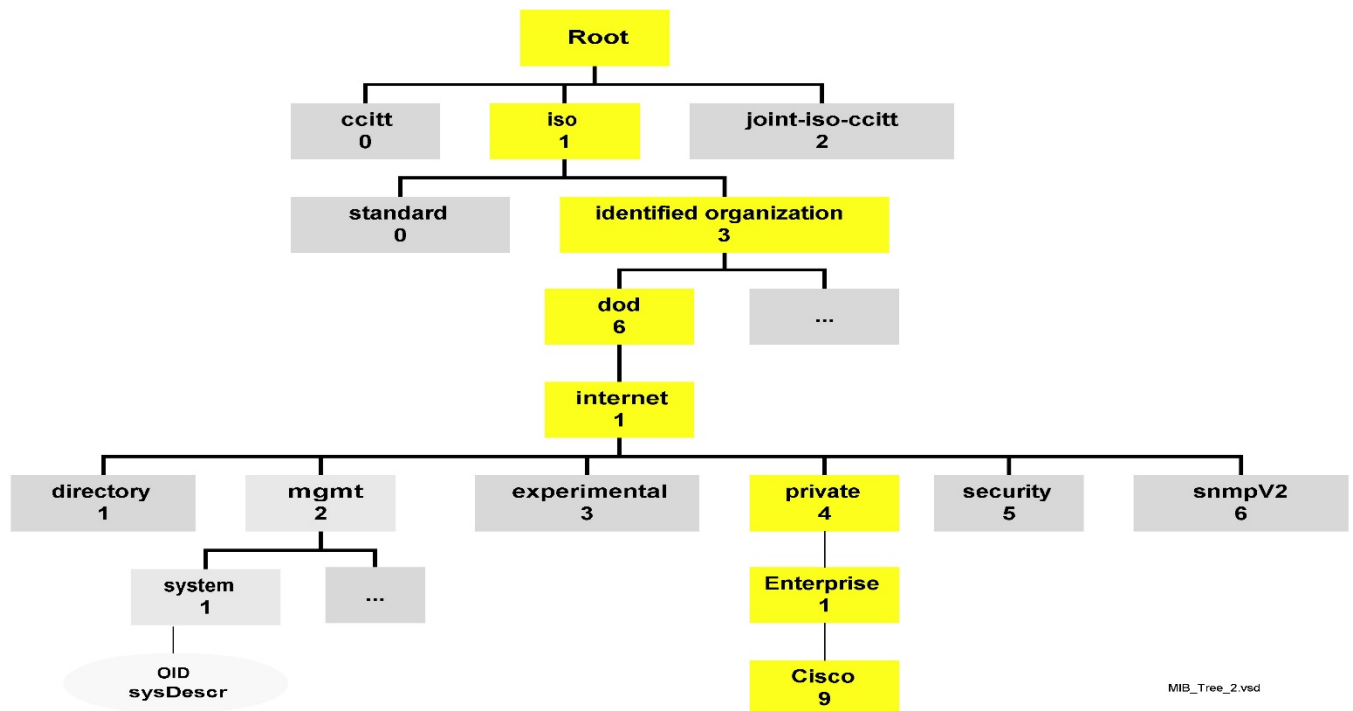 Root
ccitt
0
iso
1
joint-iso-ccitt
2
standard
0
identified organization
3
dod
6
...
internet
1
directory
1
mgmt
2
experimental
3
private
4
security
5
snmpV2
6
system
1
...
Enterprise
1
OID
sysDescr
Cisco
9
MIB_Tree_2.vsd